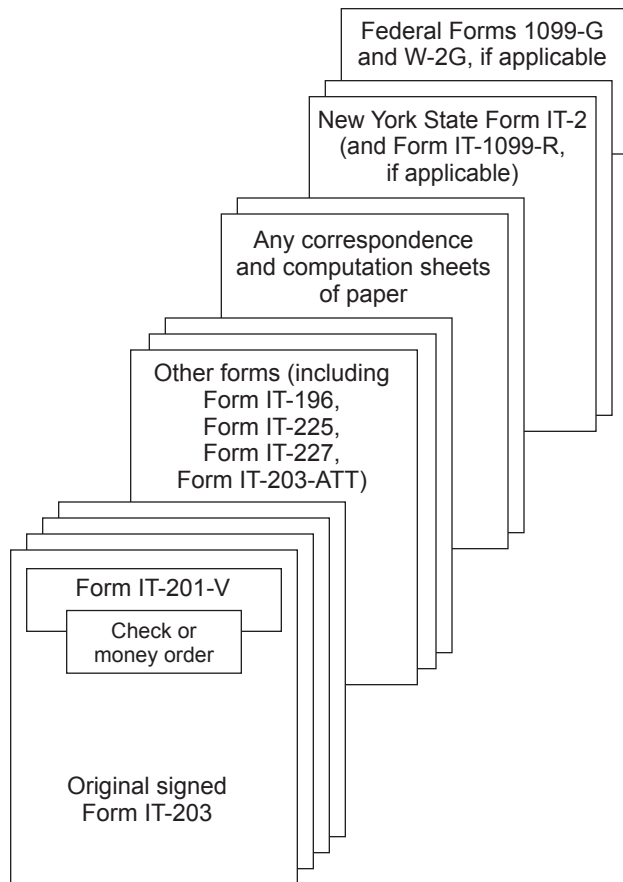 Federal Forms 1099-G
and W-2G, if applicable
New York State Form IT-2
(and Form IT-1099-R,
if applicable)
Any correspondence
and computation sheets
of paper
Other forms (including
Form IT-196,
Form IT-225,
Form IT-227,
Form IT-203-ATT)
Form IT-201-V
Check or
money order
Original signed
Form IT-203